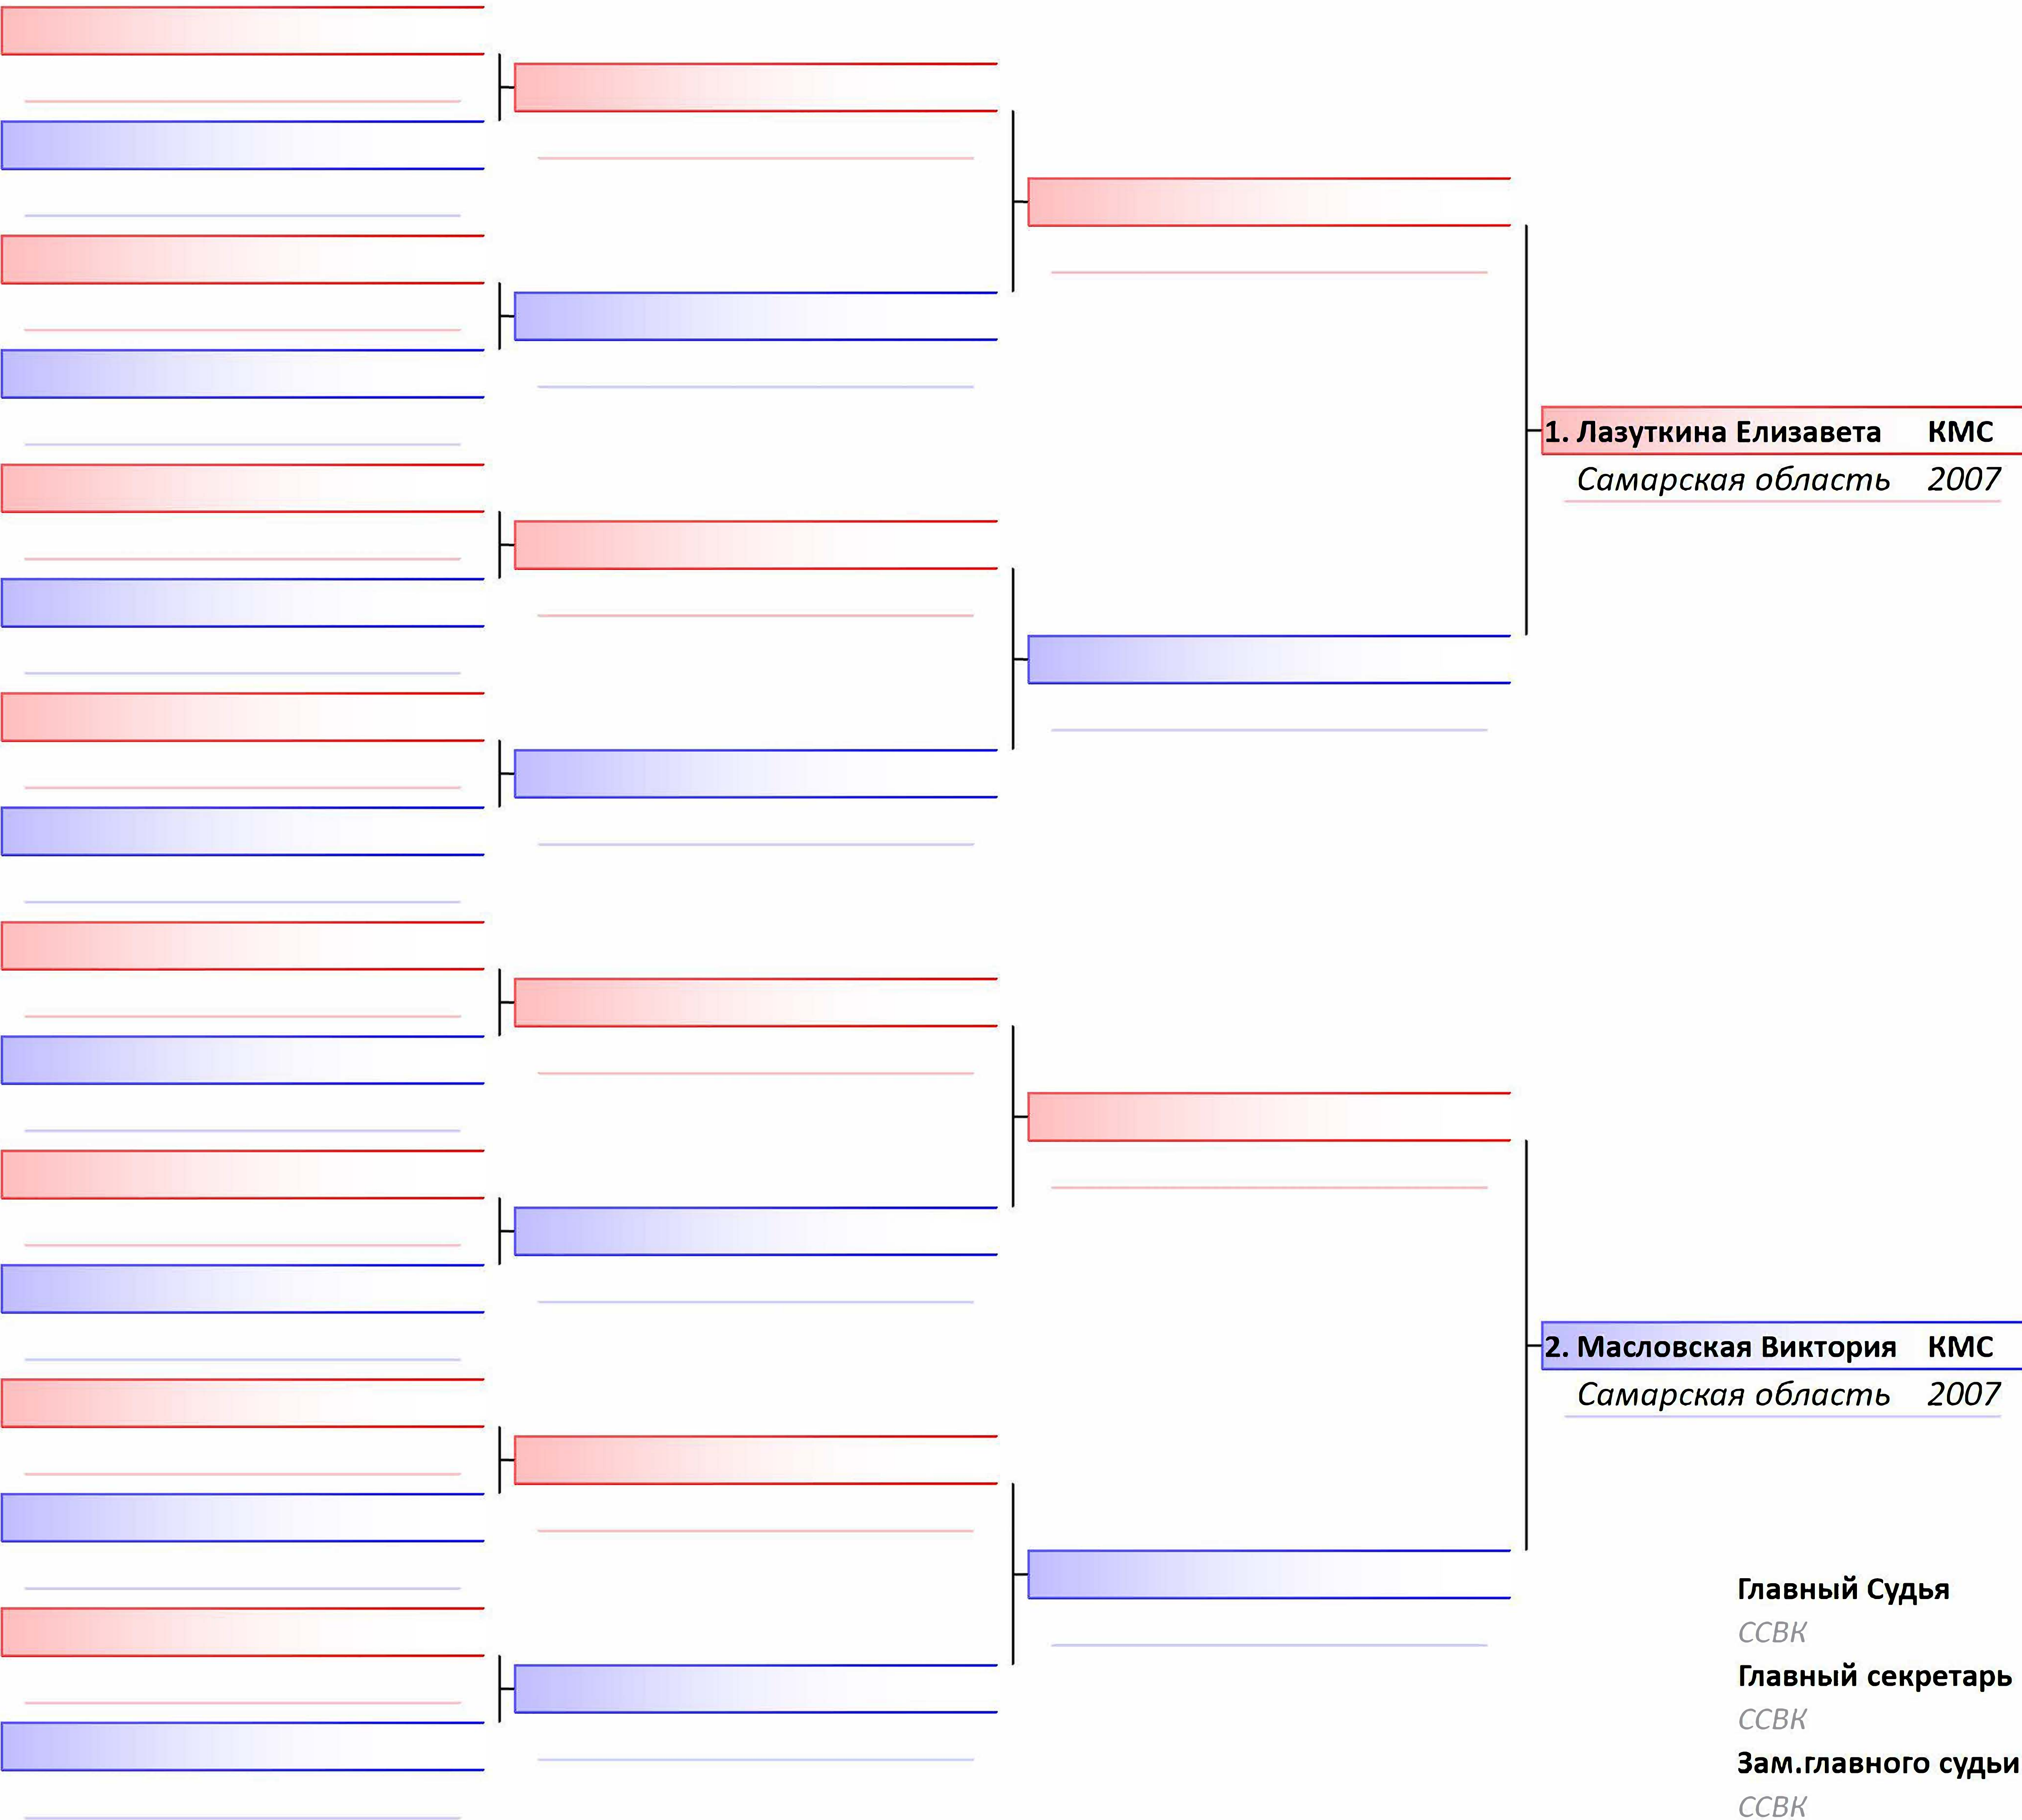 1. Лазуткина Елизавета КМС
Самарская область 2007
2. Масловская Виктория КМС
Самарская область 2007
Главный Судья
ССВК
Главный секретарь
ССВК
Зам.главного судьи
ССВК